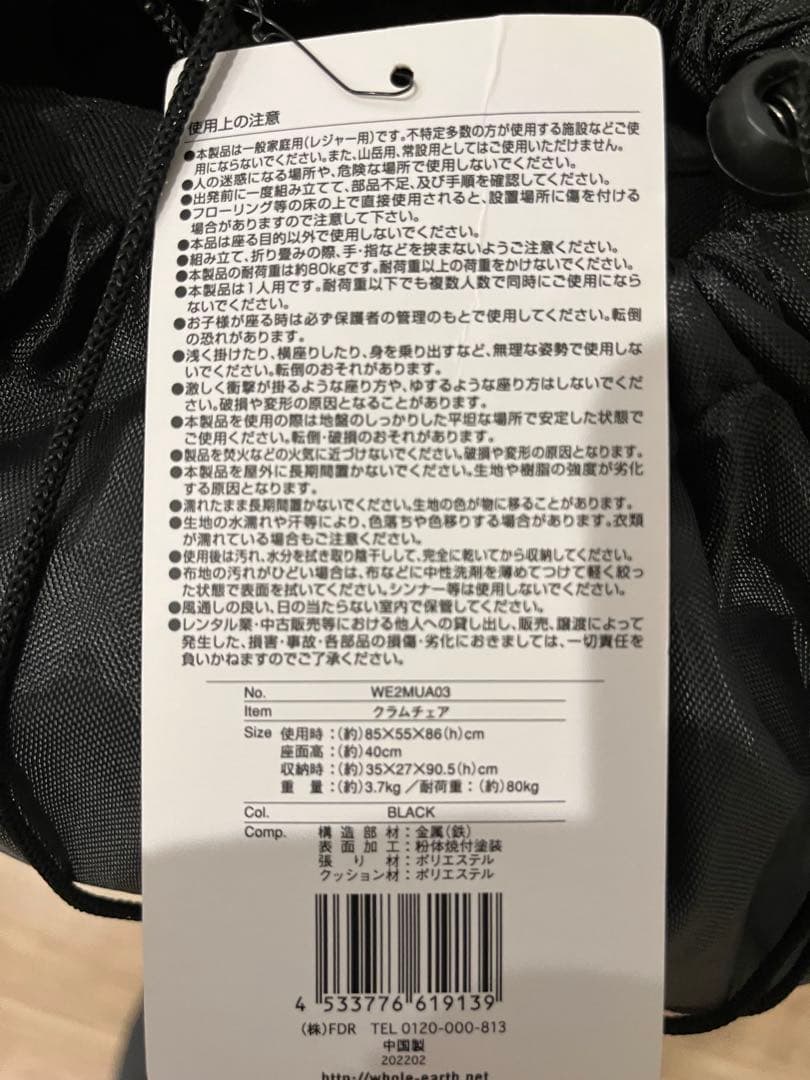 使用上の注意
●本製品は一般家庭用(レジャー用)です。不特定多数の方が使用する施設などご使
用にならないでください。また、山岳用、常設用としてはご使用いただけません。
●人の迷惑になる場所や、危険な場所で使用しないでください。
●出発前に一度組み立てて、部品不足、及び手順を確認してください。
●フローリング等の床の上で直接使用されると、設置場所に傷を付ける
場合がありますので注意して下さい。
●本品は座る目的以外で使用しないでください。
●組み立て、折り畳みの際、手・指などを挟まないようご注意ください。
●本製品の耐荷重は約80kgです。耐荷重以上の荷重をかけないでください。
●本製品は1人用です。耐荷重以下でも複数人数で同時にご使用になら
ないでください。
●お子様が座る時は必ず保護者の管理のもとで使用してください。転倒
の恐れがあります。
●浅く掛けたり、横座りしたり、身を乗り出すなど、無理な姿勢で使用しな
いでください。転倒のおそれがあります。
●激しく衝撃が掛るような座り方や、ゆするような座り方はしないでくだ
さい。破損や変形の原因となることがあります。
●本製品を使用の際は地盤のしっかりした平坦な場所で安定した状態で
ご使用ください。転倒・破損のおそれがあります。
●製品を焚火などの火気に近づけないでください。破損や変形の原因となります。
●本製品を屋外に長期間置かないでください。生地や樹脂の強度が劣化
する原因となります。
●濡れたまま長期間置かないでください。生地の色が物に移ることがあります。
●生地の水濡れや汗等により、色落ちや色移りする場合があります。衣類
が濡れている場合もご注意ください。
●使用後は汚れ、水分を拭き取り陰干しして、完全に乾いてから収納してください。
●布地の汚れがひどい場合は、布などに中性洗剤を薄めてつけて軽く絞っ
た状態で表面を拭いてください。シンナー等は使用しないでください。
●風通しの良い、日の当たらない室内で保管してください。
●レンタル業・中古販売等における他人への貸し出し、販売、譲渡によって
発生した、損害・事故・各部品の損傷・劣化におきましては、一切責任を
負いかねますのでご了承ください。
No. WE2MUA03
Item クラムチェア
Size 使用時:(約)85×55×86(h)cm
座面高:(約)40cm
収納時:(約)35×27×90.5(h)cm
重 量:(約)3.7kg/耐荷重:(約)80kg
Col. BLACK
Comp. 構造部材:金属(鉄)
表面加工:粉体焼付塗装
張り材:ポリエステル
クッション材:ポリエステル
4 533776 619139
(株)FDR TEL 0120-000-813
中国製
202202
http://whole-earth.net